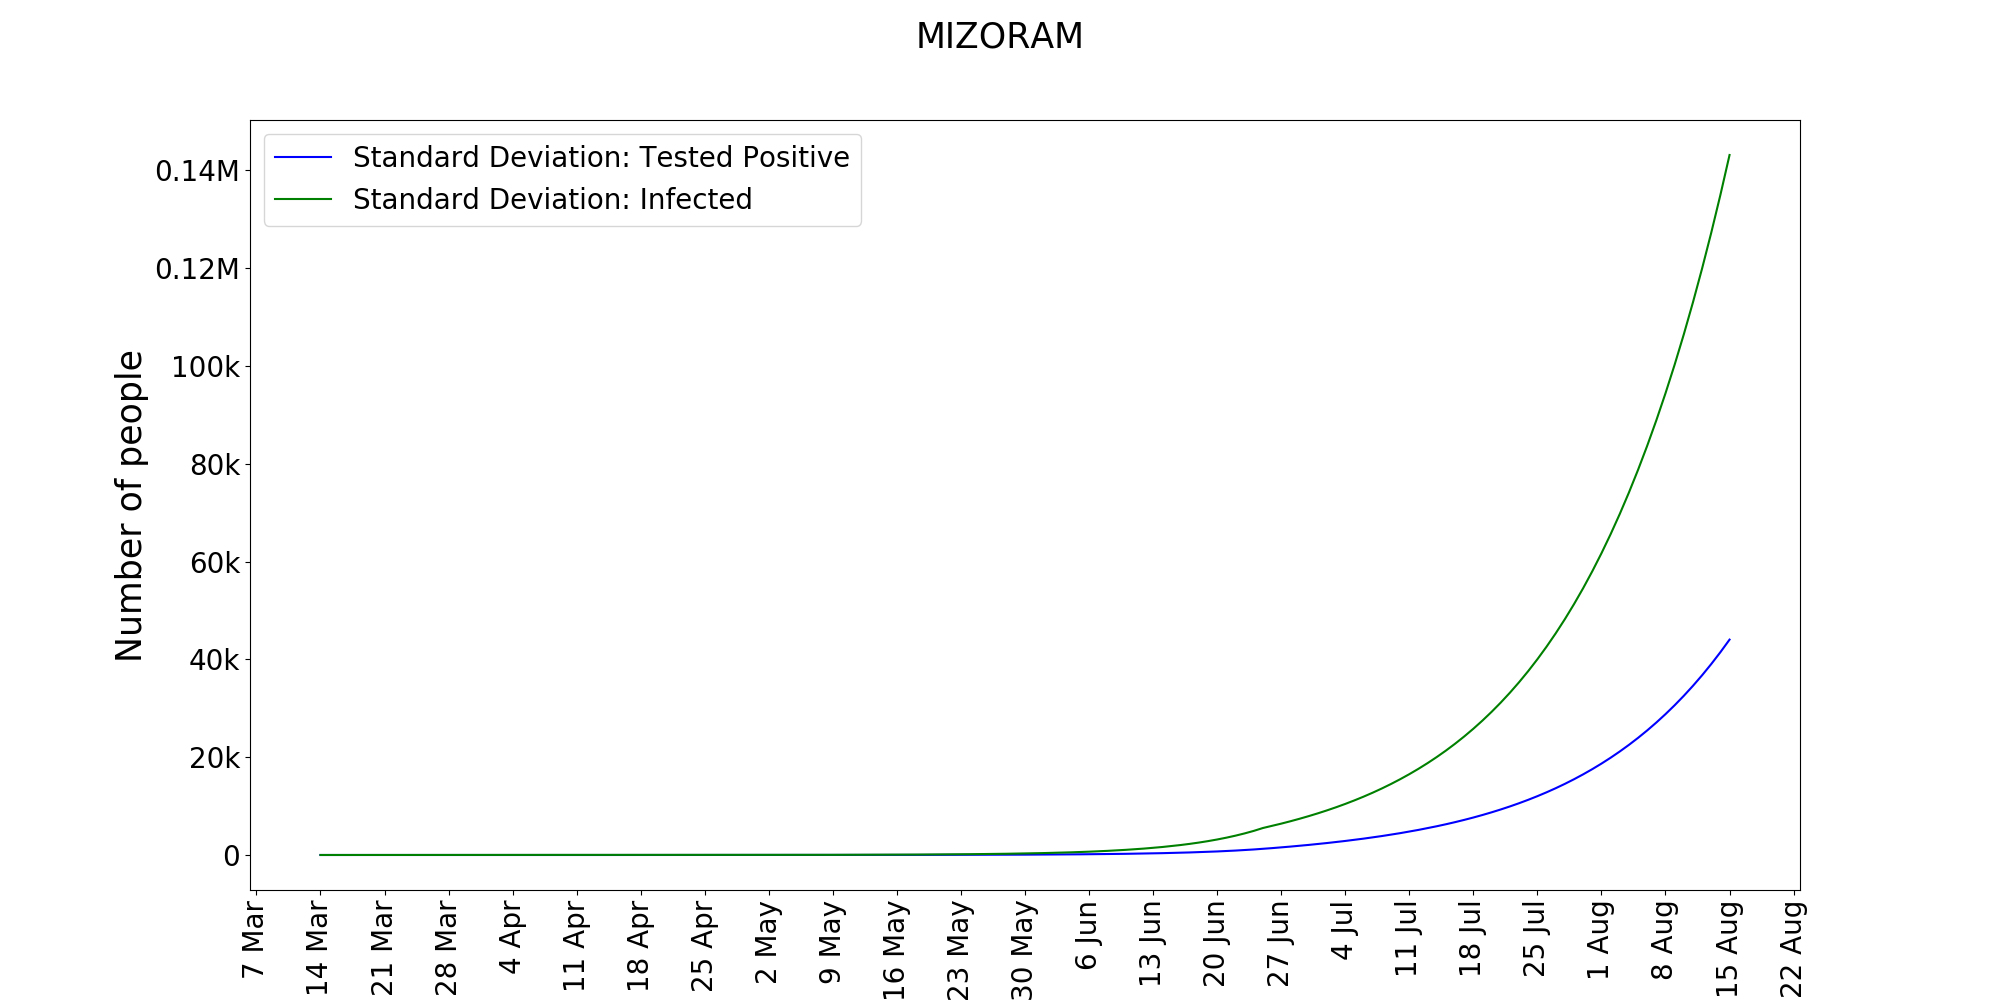 MIZORAM
Standard Deviation: Tested Positive
Standard Deviation: Infected
Number of people
0.14M
0.12M
100k
80k
60k
40k
20k
0
7 Mar
14 Mar
21 Mar
28 Mar
4 Apr
11 Apr
18 Apr
25 Apr
2 May
9 May
16 May
23 May
30 May
6 Jun
13 Jun
20 Jun
27 Jun
4 Jul
11 Jul
18 Jul
25 Jul
1 Aug
8 Aug
15 Aug
22 Aug